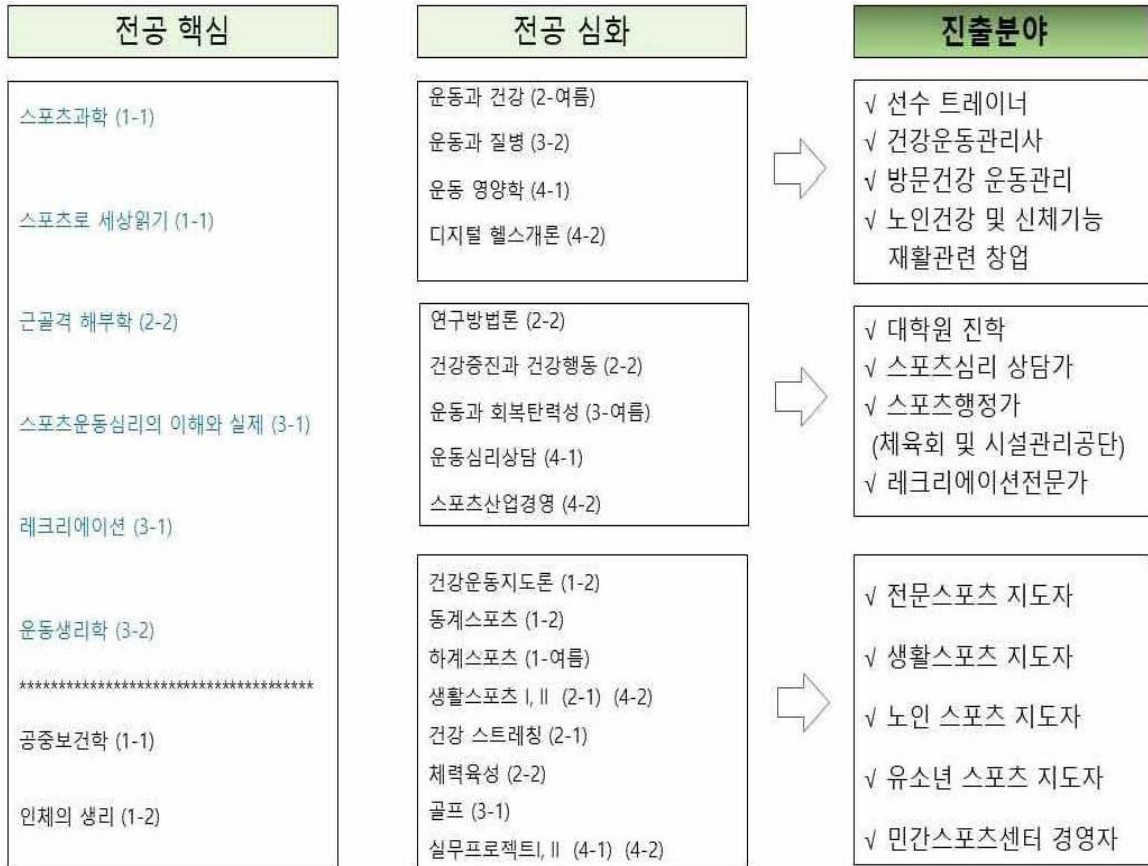 전공 핵심
스포츠과학 (1-1)
스포츠로 세상읽기 (1-1)
근골격 해부학 (2-2)
스포츠운동심리의 이해와 실제 (3-1)
레크리에이션 (3-1)
운동생리학 (3-2)
**************************************
공중보건학 (1-1)
인체의 생리 (1-2)
전공 심화
운동과 건강 (2-여름)
운동과 질병 (3-2)
운동 영양학 (4-1)
디지털 헬스개론 (4-2)
연구방법론 (2-2)
건강증진과 건강행동 (2-2)
운동과 회복탄력성 (3-여름)
운동심리상담 (4-1)
스포츠산업경영 (4-2)
건강운동지도론 (1-2)
동계스포츠 (1-2)
하계스포츠 (1-여름)
생활스포츠 I, II (2-1) (4-2)
건강 스트레칭 (2-1)
체력육성 (2-2)
골프 (3-1)
실무프로젝트I, II (4-1) (4-2)
진출분야
√ 선수 트레이너
√ 건강운동관리사
√ 방문건강 운동관리
√ 노인건강 및 신체기능
재활관련 창업
√ 대학원 진학
√ 스포츠심리 상담가
√ 스포츠행정가
(체육회 및 시설관리공단)
√ 레크리에이션전문가
√ 전문스포츠 지도자
√ 생활스포츠 지도자
√ 노인 스포츠 지도자
√ 유소년 스포츠 지도자
√ 민간스포츠센터 경영자